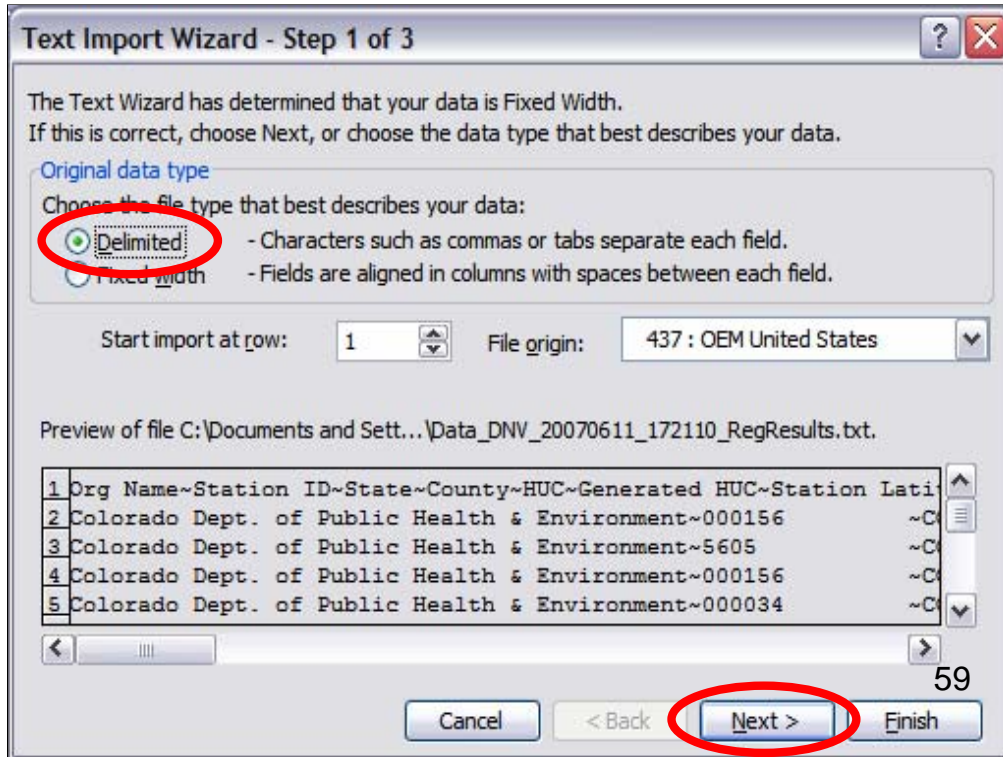 Text Import Wizard - Step 1 of 3
?
The Text Wizard has determined that your data is Fixed Width.
If this is correct, choose Next, or choose the data type that best describes your data.
Original data type
Choose the file type that best describes your data:
Delimited - Characters such as commas or tabs separate each field.
Fixed width - Fields are aligned in columns with spaces between each field.
Start import at row: 1 File origin: 437 : OEM United States
Preview of file C:\Documents and Sett...\Data_DNV_20070611_172110_RegResults.txt.
1 Org Name~Station ID~State~County~HUC~Generated HUC~Station Lati
2 Colorado Dept. of Public Health & Environment~000156 ~CO
3 Colorado Dept. of Public Health & Environment~5605 ~CO
4 Colorado Dept. of Public Health & Environment~000156 ~CO
5 Colorado Dept. of Public Health & Environment~000034 ~CO
59
Cancel < Back Next > Finish